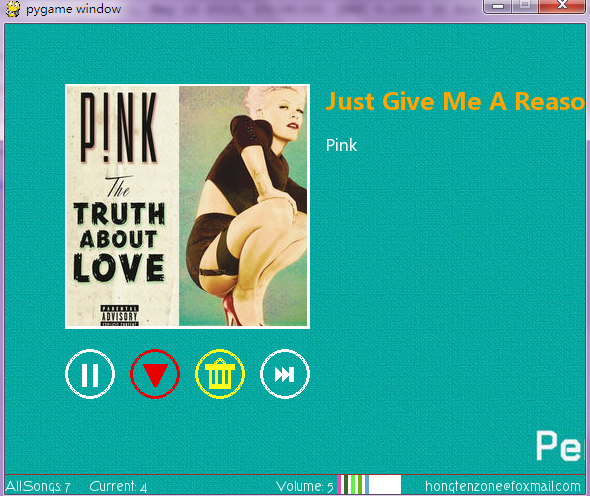 pygame window
P!NK
The
TRUTH
ABOUT
LOVE
PARENTAL
ADVISORY
EXPLICIT CONTENT
Just Give Me A Reaso
Pink
Pe
AllSongs: 7 Current: 4 Volume: 5 hongtenzone@foxmail.com